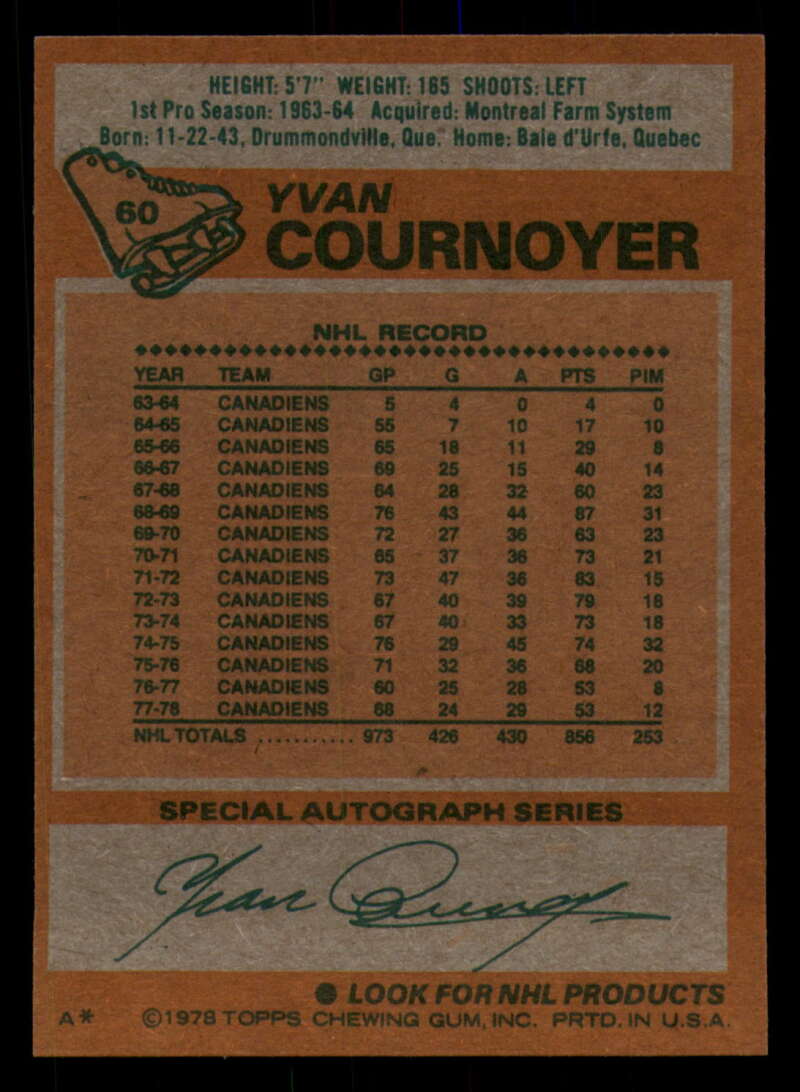 HEIGHT: 5'7" WEIGHT: 165 SHOOTS: LEFT
1st Pro Season: 1963-64 Acquired: Montreal Farm System
Born: 11-22-43, Drummondville, Que. Home: Baie d'Urfe, Quebec
60
YVAN
COURNOYER
NHL RECORD
YEAR TEAM GP G A PTS PIM
63-64 CANADIENS 5 4 0 4 0
64-65 CANADIENS 55 7 10 17 10
65-66 CANADIENS 65 18 11 29 8
66-67 CANADIENS 69 25 15 40 14
67-68 CANADIENS 64 28 32 60 23
68-69 CANADIENS 76 43 44 87 31
69-70 CANADIENS 72 27 36 63 23
70-71 CANADIENS 65 37 36 73 21
71-72 CANADIENS 73 47 36 83 15
72-73 CANADIENS 67 40 39 79 18
73-74 CANADIENS 67 40 33 73 18
74-75 CANADIENS 76 29 45 74 32
75-76 CANADIENS 71 32 36 68 20
76-77 CANADIENS 60 25 28 53 8
77-78 CANADIENS 68 24 29 53 12
NHL TOTALS ........... 973 426 430 856 253
SPECIAL AUTOGRAPH SERIES
Yvan Cournoyer
● LOOK FOR NHL PRODUCTS
A* ©1978 TOPPS CHEWING GUM, INC. PRTD. IN U.S.A.